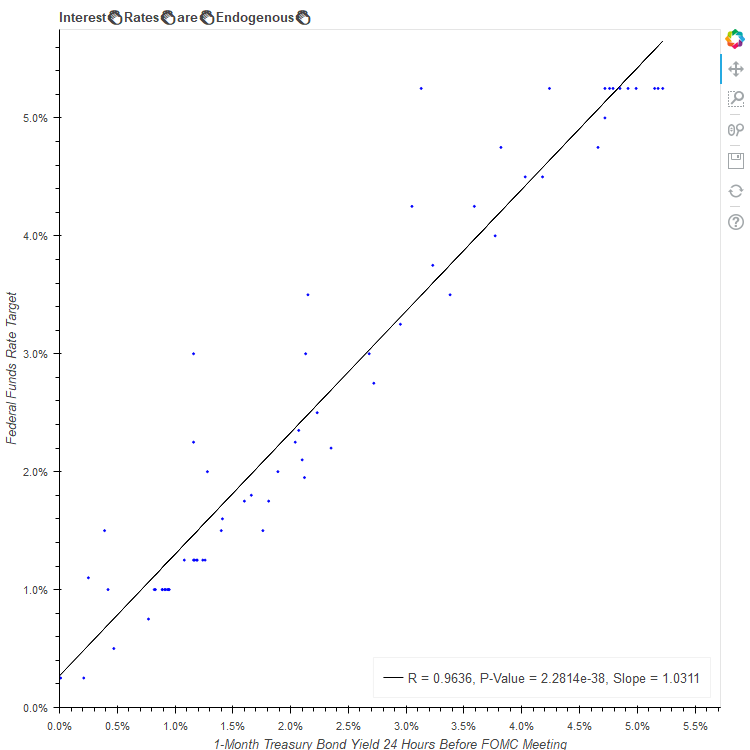 Interest👏Rates👏are👏Endogenous👏
5.0%
4.0%
3.0%
2.0%
1.0%
0.0%
Federal Funds Rate Target
R = 0.9636, P-Value = 2.2814e-38, Slope = 1.0311
0.0% 0.5% 1.0% 1.5% 2.0% 2.5% 3.0% 3.5% 4.0% 4.5% 5.0% 5.5%
1-Month Treasury Bond Yield 24 Hours Before FOMC Meeting